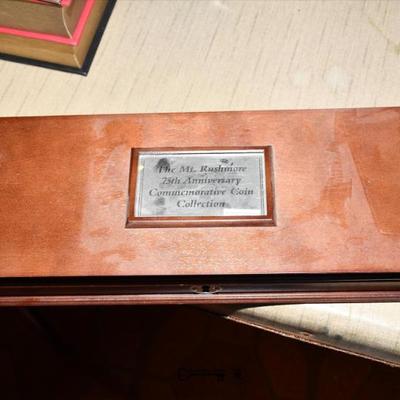 The Mt. Rushmore
75th Anniversary
Commemorative Coin
Collection